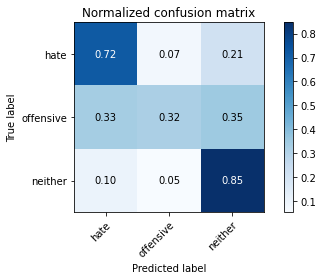 Normalized confusion matrix
True label
hate
0.72 0.07 0.21
offensive
0.33 0.32 0.35
neither
0.10 0.05 0.85
hate
offensive
neither
Predicted label
0.8
0.7
0.6
0.5
0.4
0.3
0.2
0.1